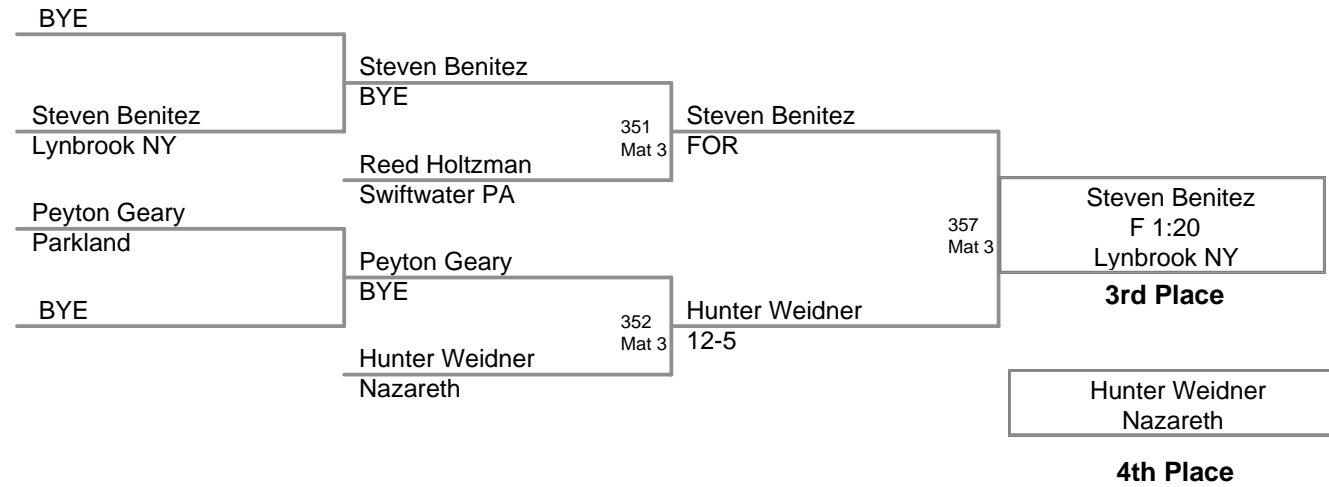 BYE
Steven Benitez
BYE
Steven Benitez
Lynbrook NY
351
Mat 3
Steven Benitez
FOR
Reed Holtzman
Swiftwater PA
Peyton Geary
Parkland
357
Mat 3
Steven Benitez
F 1:20
Lynbrook NY
3rd Place
Peyton Geary
BYE
BYE
352
Mat 3
Hunter Weidner
12-5
Hunter Weidner
Nazareth
Hunter Weidner
Nazareth
4th Place